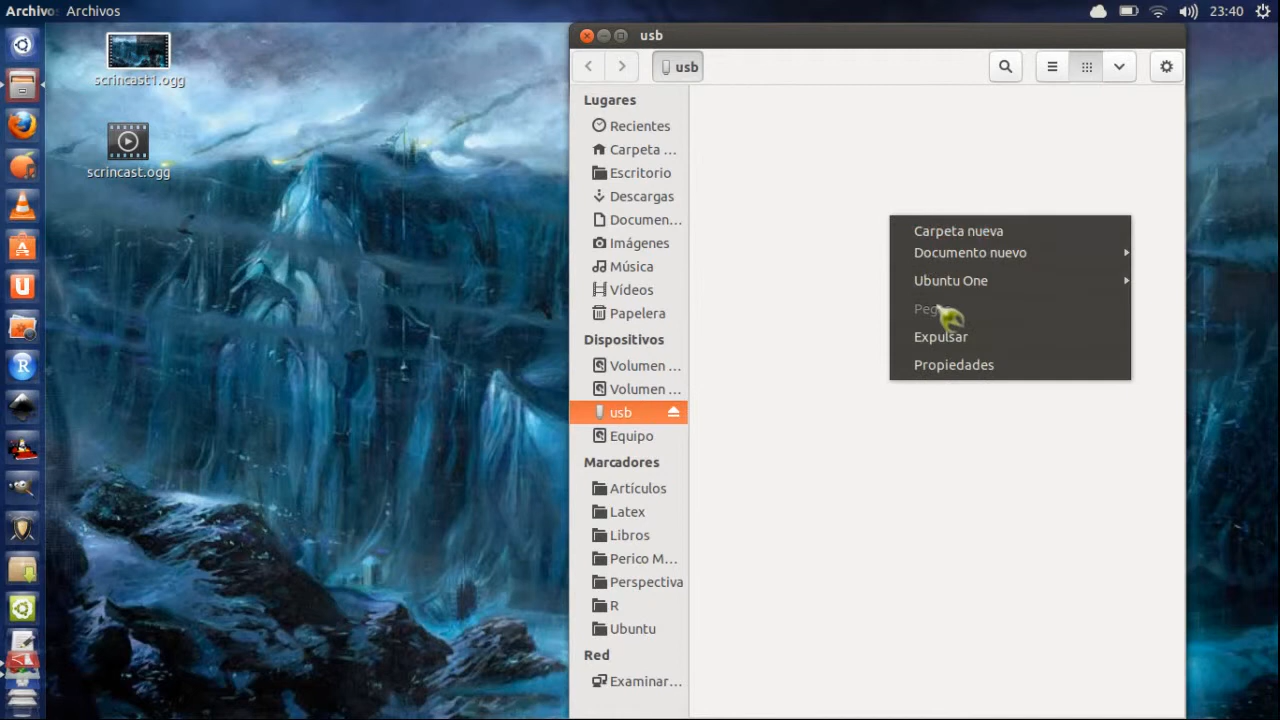 Archivos Archivos
23:40
scrincast1.ogg
scrincast.ogg
usb
usb
Lugares
Recientes
Carpeta ...
Escritorio
Descargas
Documen...
Imágenes
Música
Vídeos
Papelera
Dispositivos
Volumen ...
Volumen ...
usb
Equipo
Marcadores
Artículos
Latex
Libros
Perico M...
Perspectiva
R
Ubuntu
Red
Examinar...
Carpeta nueva
Documento nuevo
Ubuntu One
Peg
Expulsar
Propiedades